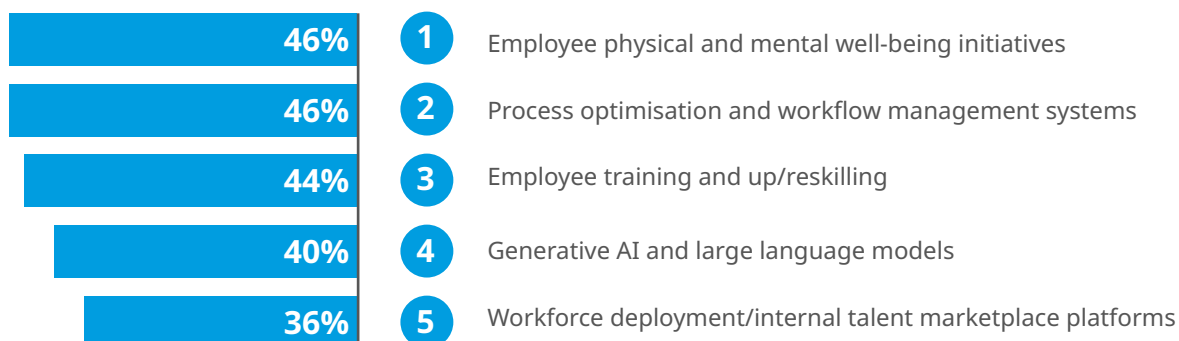 46% 1 Employee physical and mental well-being initiatives
46% 2 Process optimisation and workflow management systems
44% 3 Employee training and up/reskilling
40% 4 Generative AI and large language models
36% 5 Workforce deployment/internal talent marketplace platforms